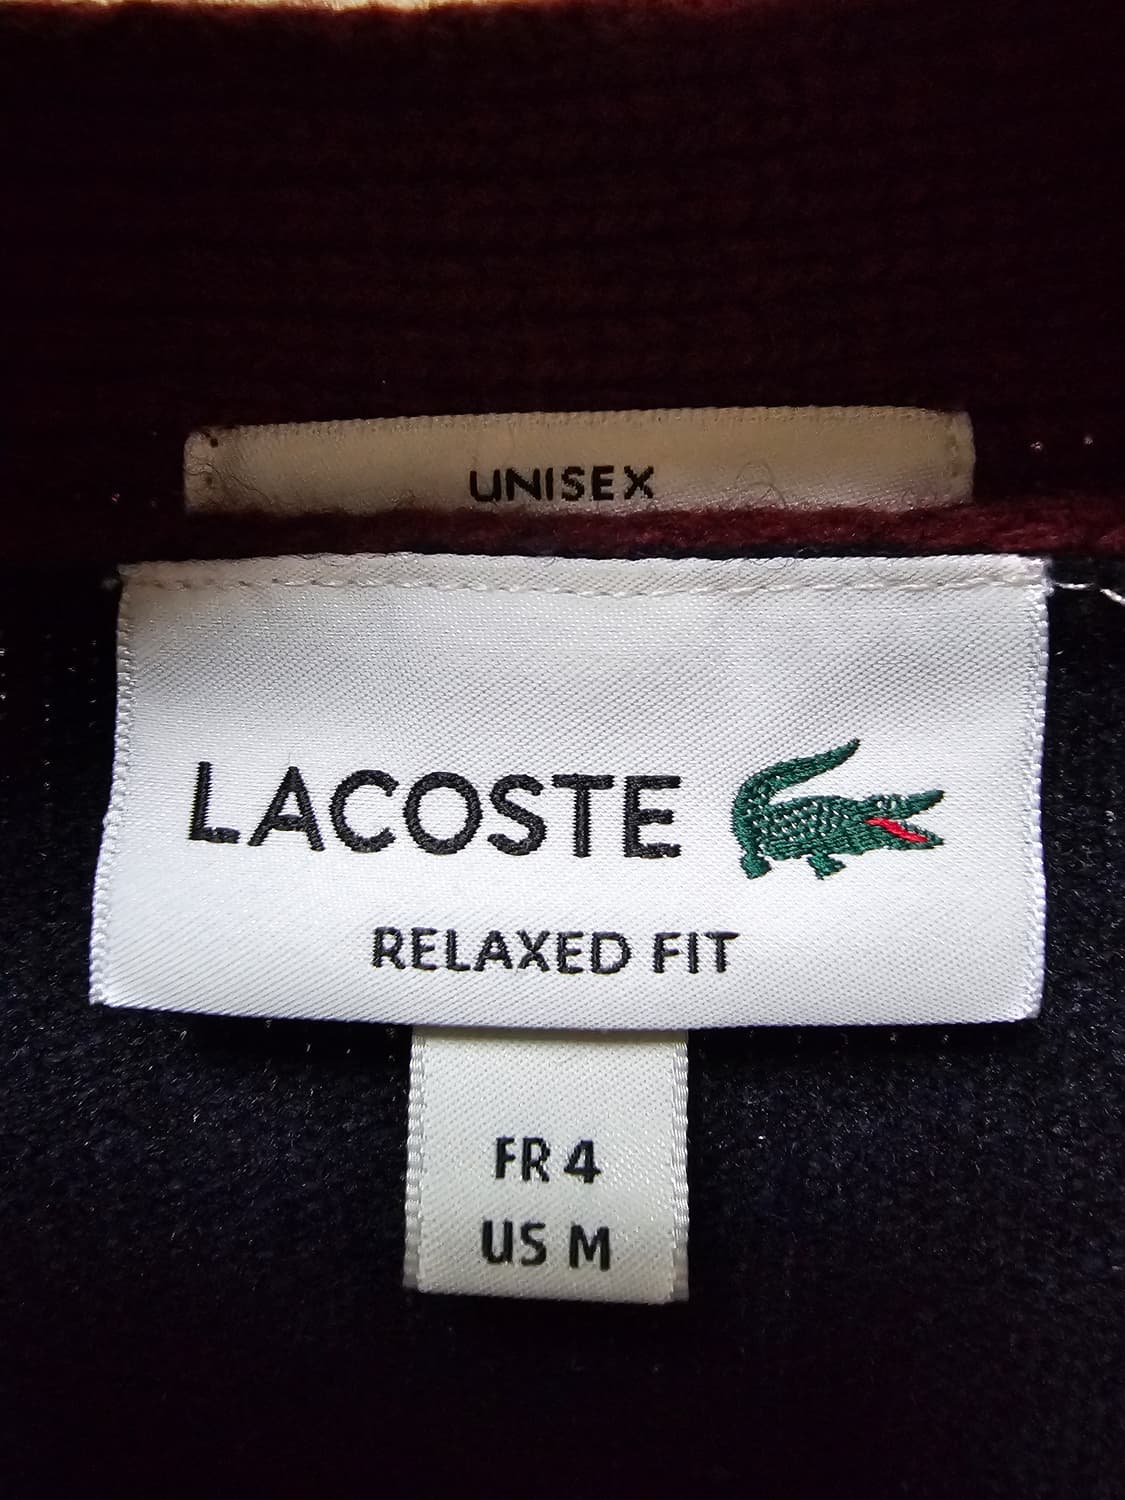 UNISEX
LACOSTE
RELAXED FIT
FR 4
US M